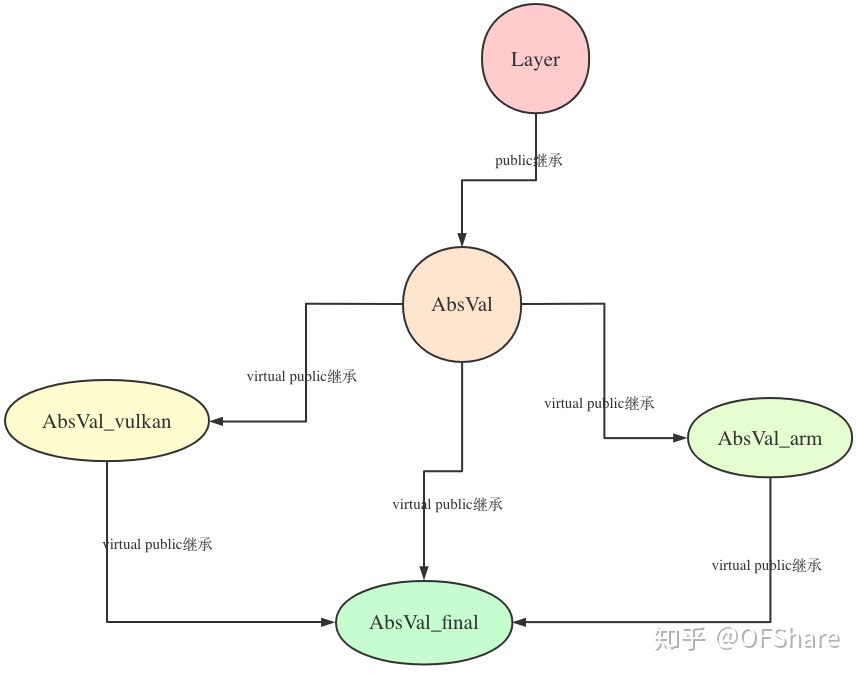 Layer
public继承
AbsVal
virtual public继承
virtual public继承
AbsVal_vulkan
AbsVal_arm
virtual public继承
virtual public继承
virtual public继承
AbsVal_final
知乎 @OFShare